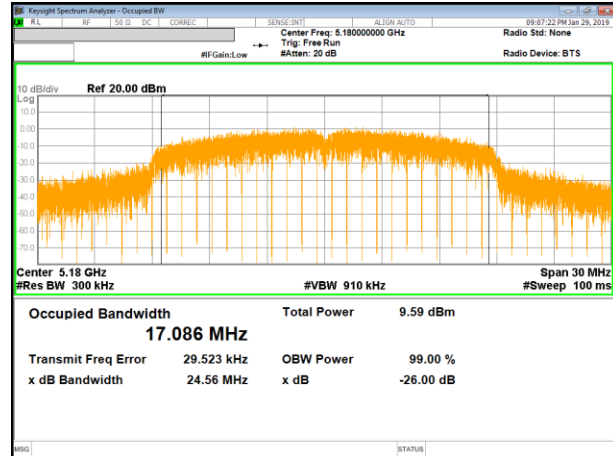 Keysight Spectrum Analyzer - Occupied BW
RL RF 50 Ω DC CORREC SENSE:INT ALIGN AUTO 09:07:22 PM Jan 29, 2019
Center Freq: 5.180000000 GHz Radio Std: None
Trig: Free Run
#IFGain:Low #Atten: 20 dB Radio Device: BTS
10 dB/div Ref 20.00 dBm
Log
10.0
0.00
-10.0
-20.0
-30.0
-40.0
-50.0
-60.0
-70.0
Center 5.18 GHz Span 30 MHz
#Res BW 300 kHz #VBW 910 kHz #Sweep 100 ms
Occupied Bandwidth Total Power 9.59 dBm
17.086 MHz
Transmit Freq Error 29.523 kHz OBW Power 99.00 %
x dB Bandwidth 24.56 MHz x dB -26.00 dB
MSG STATUS